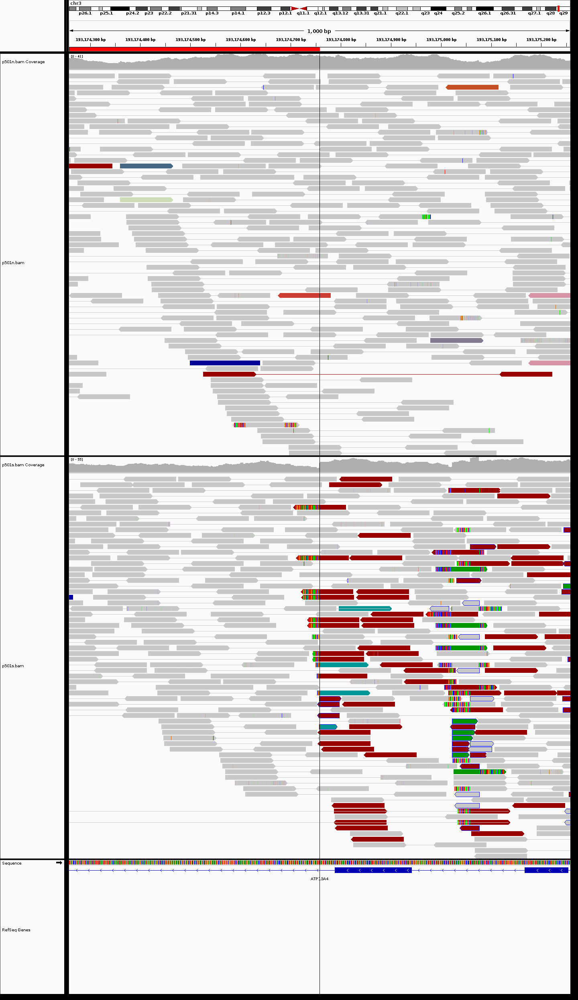 chr3
p26.1 p25.1 p24.2 p23 p22.2 p21.31 p14.3 p14.1 p12.3 p12.1 q11.1 q12.1 q13.12 q13.31 q21.1 q22.1 q23 q24 q25.2 q26.1 q26.31 q27.1 q28 q29
1,000 bp
193,174,300 bp 193,174,400 bp 193,174,500 bp 193,174,600 bp 193,174,700 bp 193,174,800 bp 193,174,900 bp 193,175,000 bp 193,175,100 bp 193,175,200 bp
[0 - 41]
p501n.bam Coverage
p501n.bam
[0 - 55]
p501s.bam Coverage
p501s.bam
Sequence
ATP13A4
RefSeq Genes